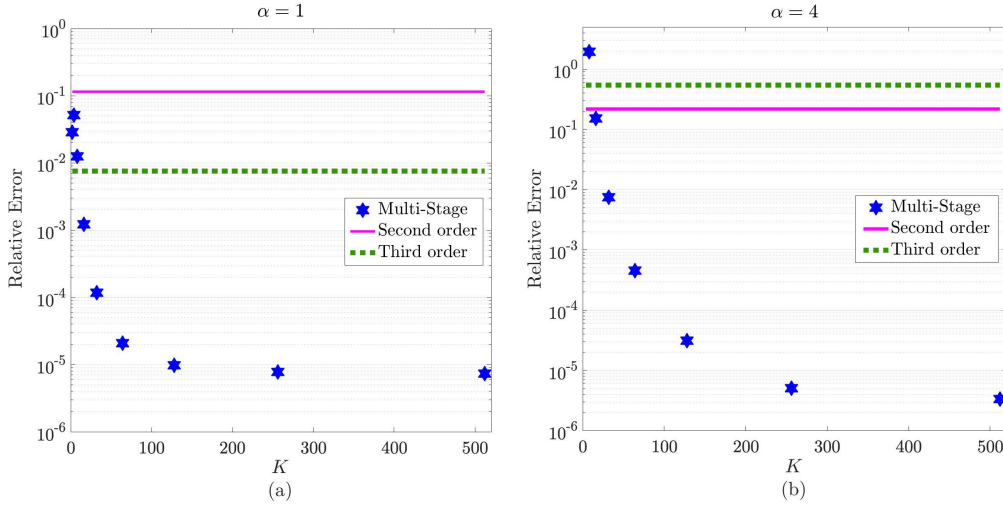 α = 1
10^0
10^-1
10^-2
10^-3
10^-4
10^-5
10^-6
Relative Error
Multi-Stage
Second order
Third order
0 100 200 300 400 500
K
(a)
α = 4
10^0
10^-1
10^-2
10^-3
10^-4
10^-5
10^-6
Relative Error
Multi-Stage
Second order
Third order
0 100 200 300 400 500
K
(b)